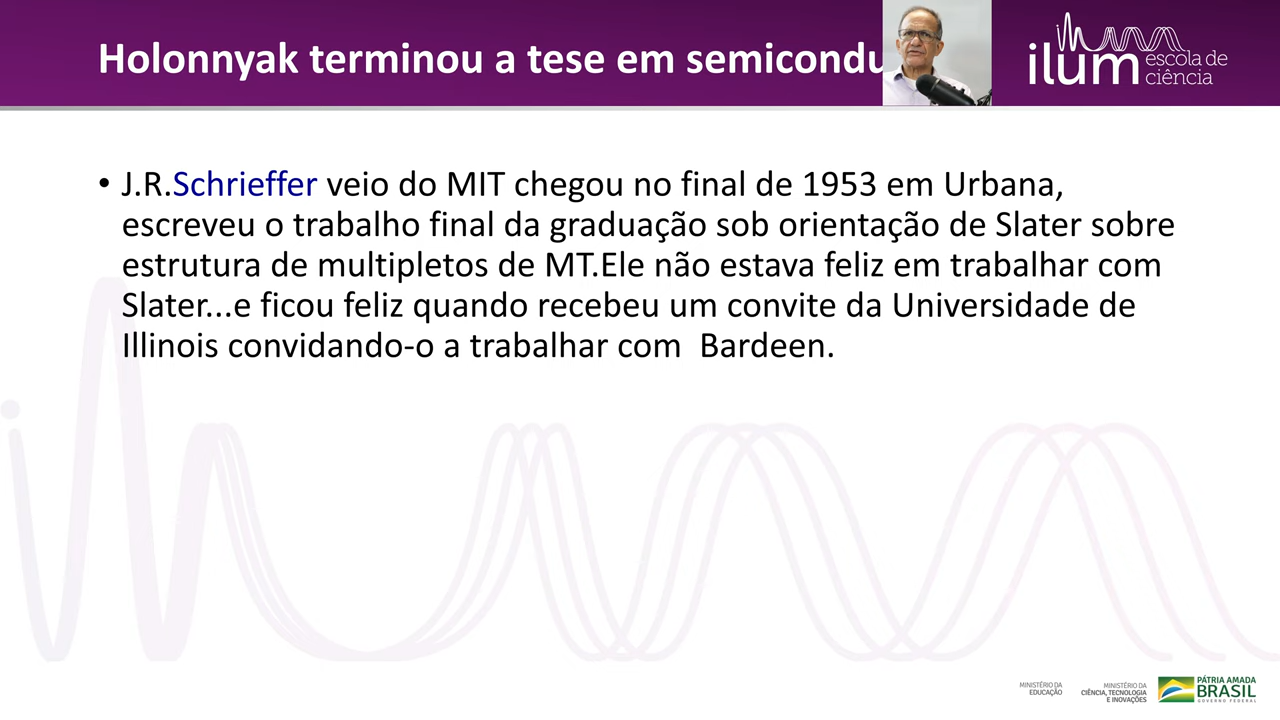 Holonnyak terminou a tese em semicondu
ilum escola de ciência
• J.R.Schrieffer veio do MIT chegou no final de 1953 em Urbana,
escreveu o trabalho final da graduação sob orientação de Slater sobre
estrutura de multipletos de MT.Ele não estava feliz em trabalhar com
Slater...e ficou feliz quando recebeu um convite da Universidade de
Illinois convidando-o a trabalhar com  Bardeen.
MINISTÉRIO DA
EDUCAÇÃO
MINISTÉRIO DA
CIÊNCIA, TECNOLOGIA
E INOVAÇÕES
PÁTRIA AMADA
BRASIL
GOVERNO FEDERAL